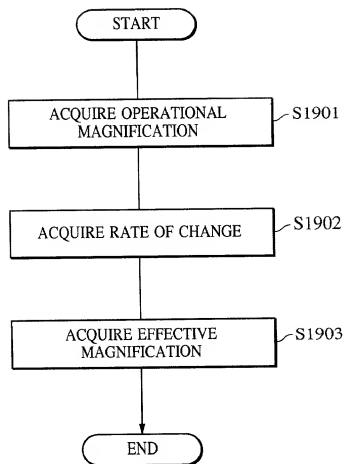 START
ACQUIRE OPERATIONAL
MAGNIFICATION
S1901
ACQUIRE RATE OF CHANGE
S1902
ACQUIRE EFFECTIVE
MAGNIFICATION
S1903
END